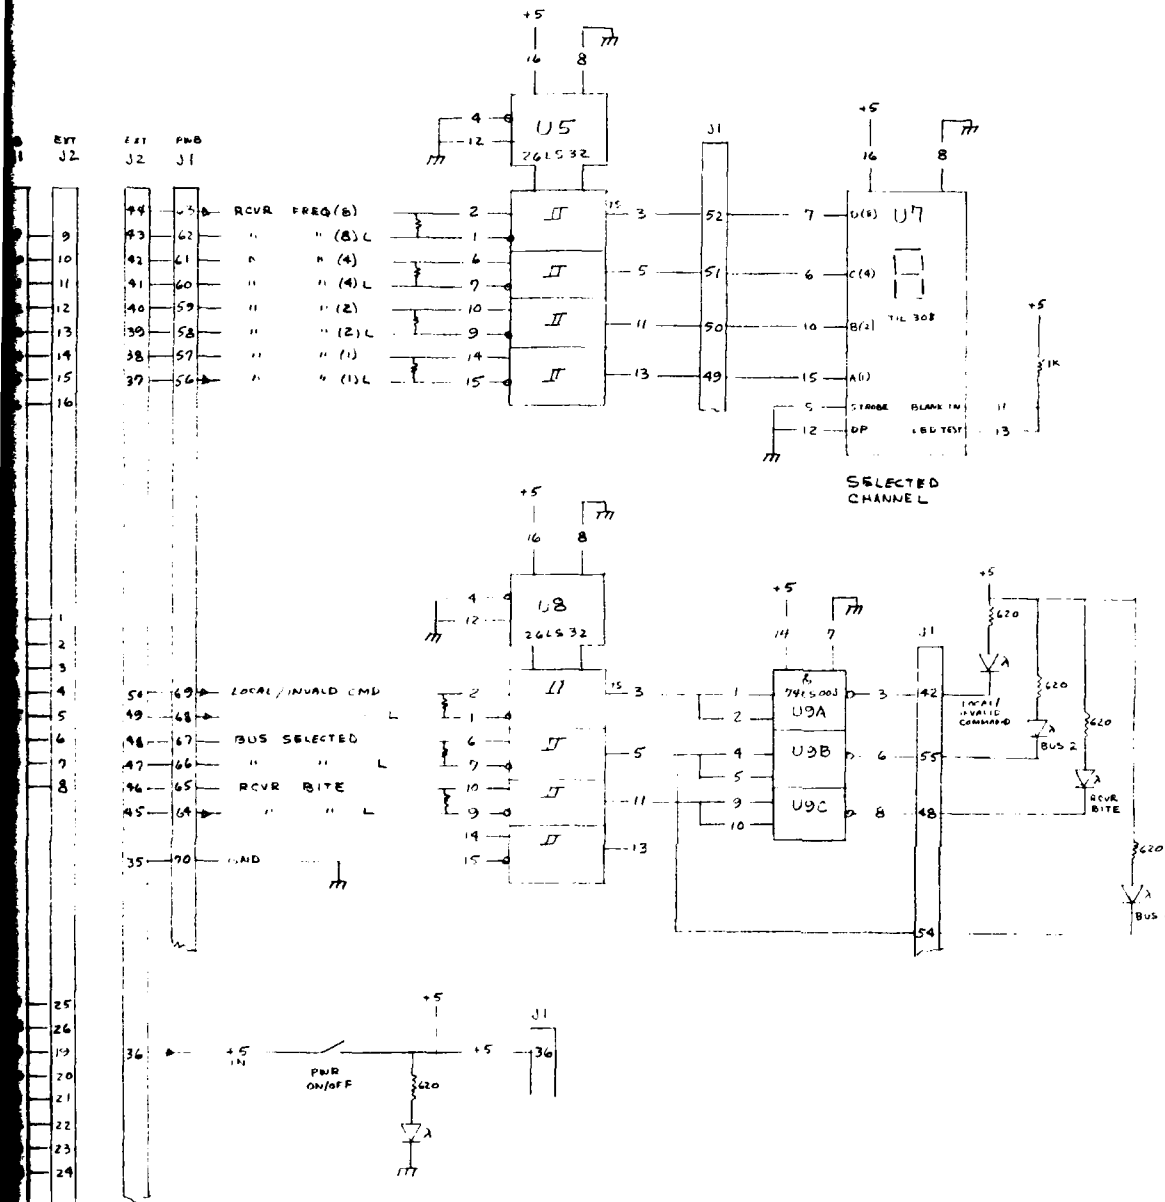 +5
16 8
4
12
U5
26LS32
EXT
J2
EXT PWB
J2 J1
J1
+5
16 8
44 63 RCVR FREQ (8) 2 15 3 52 7 D(8) U7
9 43 62 " " (8) L 1
10 42 61 " " (4) 6 5 51 6 C(4)
11 41 60 " " (4) L 7
12 40 59 " " (2) 10 11 50 10 B(2) TIL 308
13 39 58 " " (2) L 9
14 38 57 " " (1) 14
15 37 56 " " (1) L 15 13 49 15 A(1)
16
+5
1K
5 STROBE BLANK IN 11
12 DP LED TEST 13
SELECTED
CHANNEL
+5
16 8
4
12
U8
26LS32
+5
14 7
J1
+5
1
2
3
4 50 69 LOCAL/INVALID CMD 2 15 3 1
5 49 68 L 1 2
6 48 67 BUS SELECTED 6 5 4
7 47 66 " " L 7 5
8 46 65 RCVR BITE 10 11 9
45 64 " " L 9 10
14
15 13
35 70 GND
&
74LS003
U9A 3 42
U9B 6 55
U9C 8 48
54
620 λ
LOCAL/
INVALID
COMMAND
620 λ
BUS 2
620 λ
RCVR
BITE
620 λ
BUS
25
26
19 36 +5
IN
PWR
ON/OFF
+5
+5
J1
36
620
λ
20
21
22
23
24